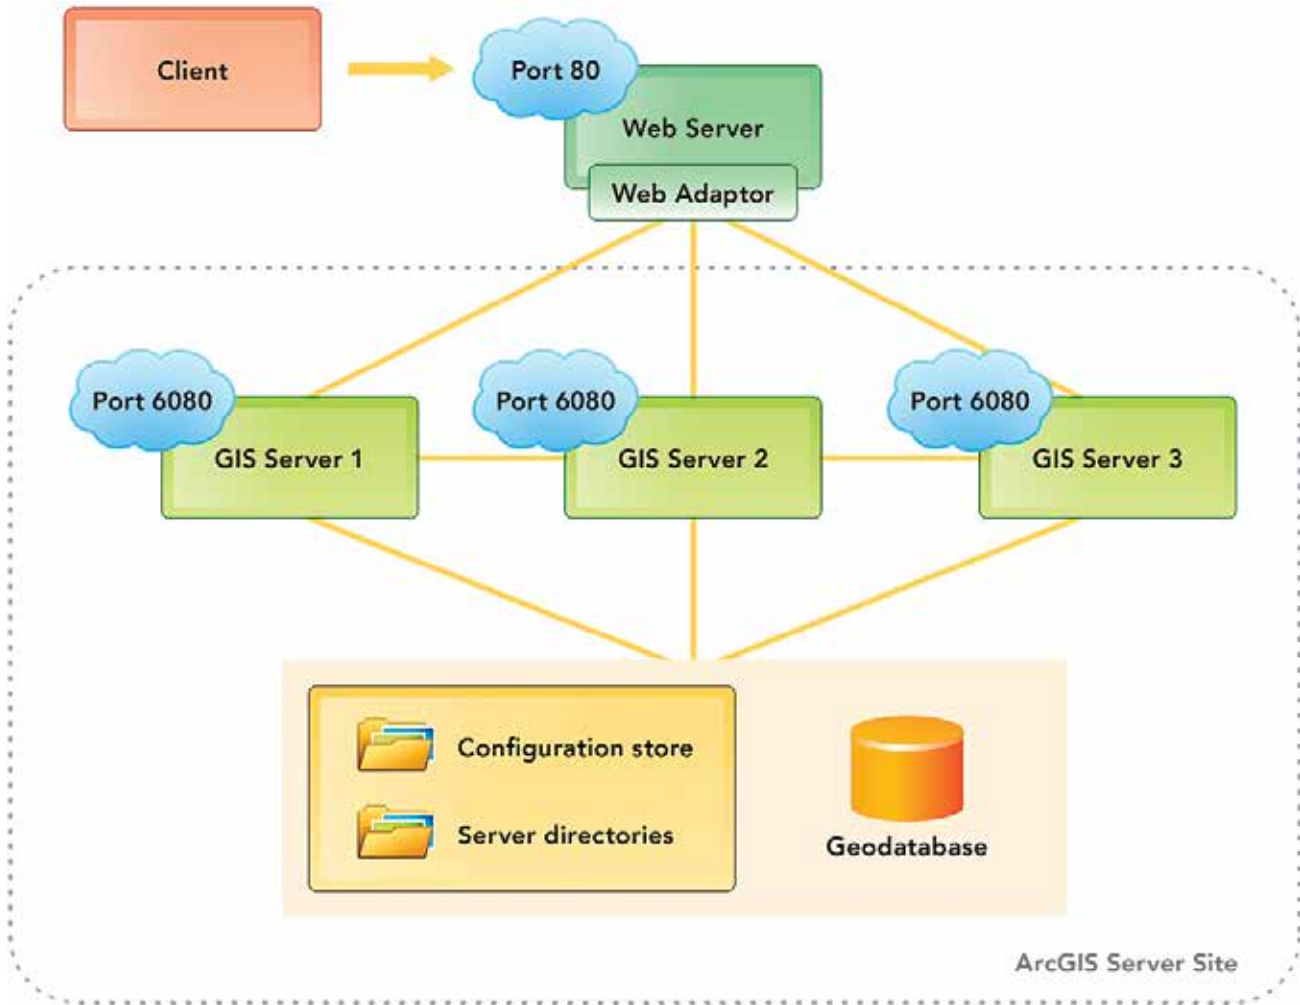 Client
Port 80
Web Server
Web Adaptor
Port 6080
Port 6080
Port 6080
GIS Server 1
GIS Server 2
GIS Server 3
Configuration store
Server directories
Geodatabase
ArcGIS Server Site